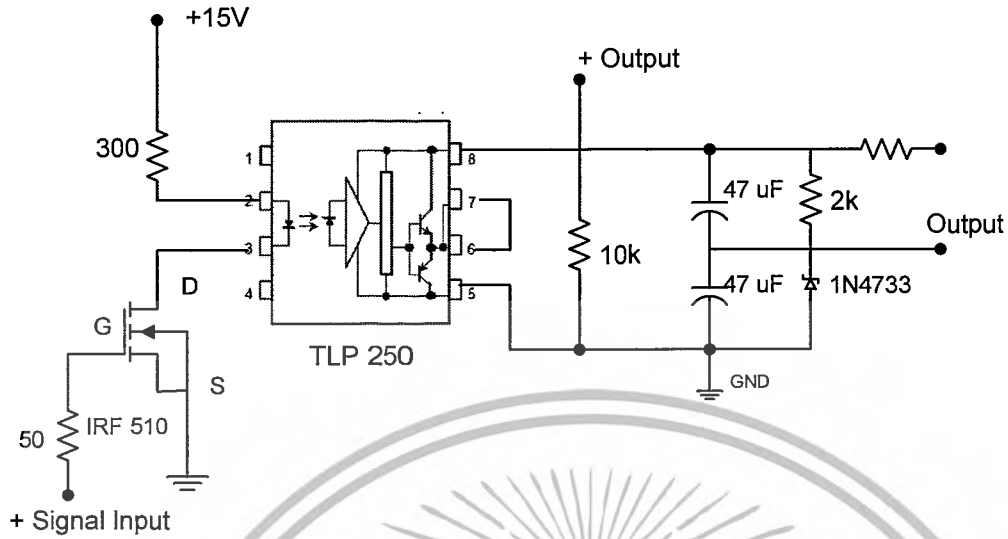 +15V
+ Output
300
1
8
2
7
47 uF
2k
Output
3
6
10k
D
47 uF
1N4733
4
5
G
TLP 250
GND
S
50
IRF 510
+ Signal Input